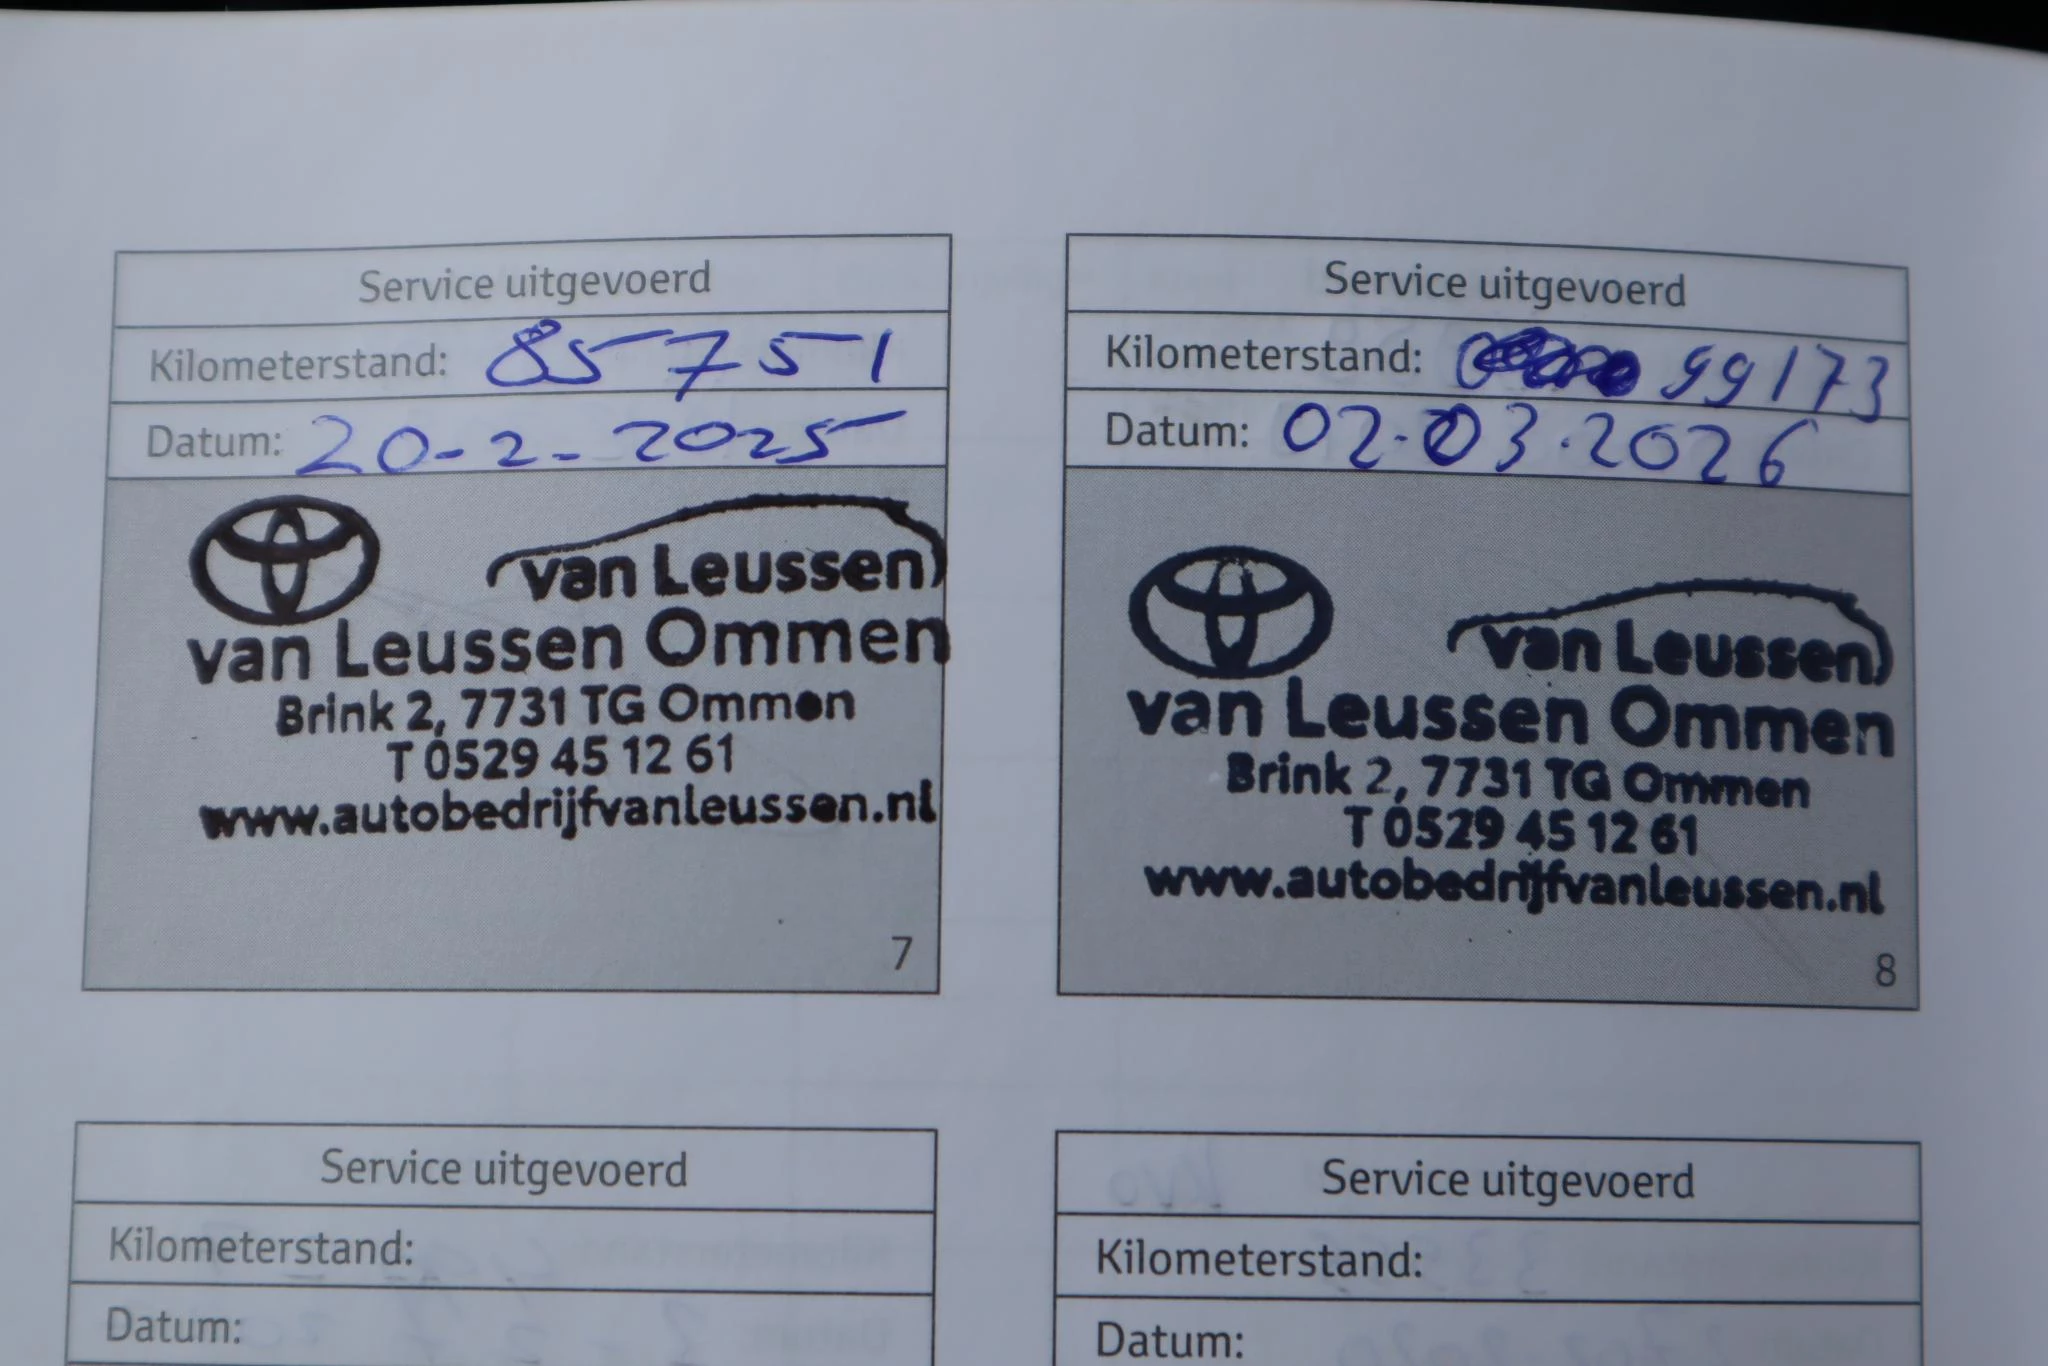 Service uitgevoerd
Kilometerstand: 85751
Datum: 20-2-2025
van Leussen
van Leussen Ommen
Brink 2, 7731 TG Ommen
T 0529 45 12 61
www.autobedrijfvanleussen.nl
7
Service uitgevoerd
Kilometerstand: 99173
Datum: 02.03.2026
van Leussen
van Leussen Ommen
Brink 2, 7731 TG Ommen
T 0529 45 12 61
www.autobedrijfvanleussen.nl
8
Service uitgevoerd
Kilometerstand:
Datum:
Service uitgevoerd
Kilometerstand:
Datum: